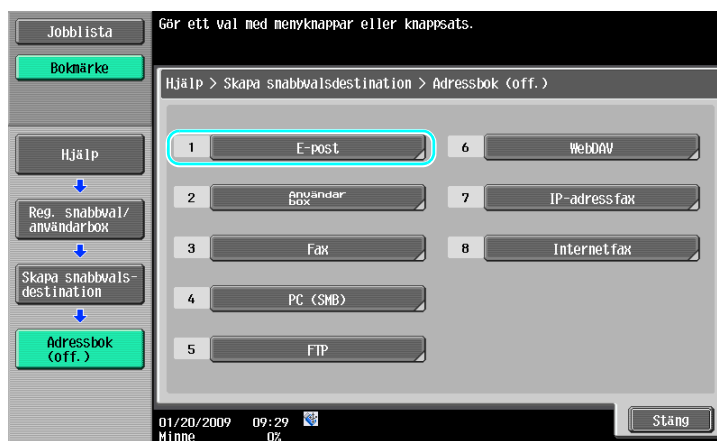 Jobblista
Gör ett val med menyknappar eller knappsats.
Bokmärke
Hjälp > Skapa snabbvalsdestination > Adressbok (off.)
Hjälp
Reg. snabbval/
användarbox
Skapa snabbvals-
destination
Adressbok
(off.)
1 E-post
2 Användar
box
3 Fax
4 PC (SMB)
5 FTP
6 WebDAV
7 IP-adressfax
8 Internetfax
01/20/2009 09:29
Minne 0%
Stäng